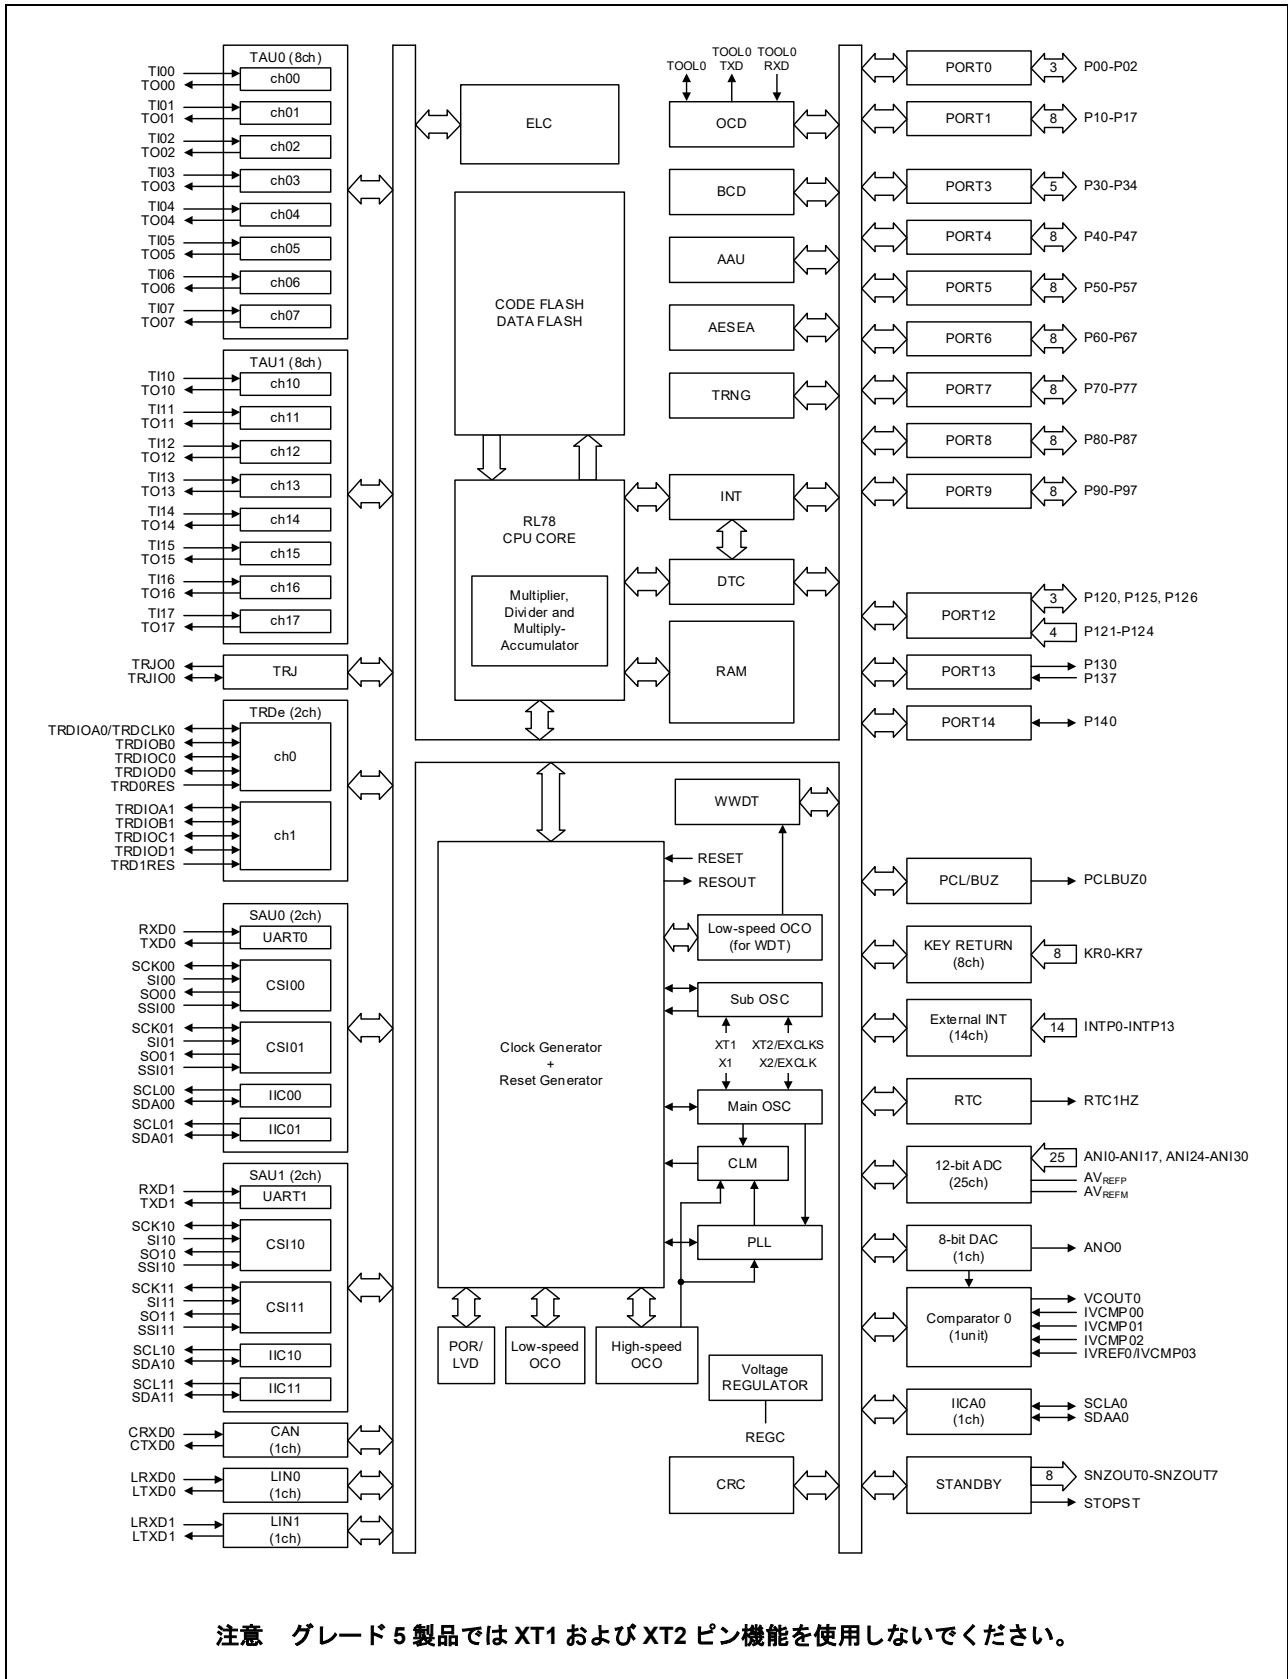 TAU0 (8ch)
TI00
TO00
ch00
TI01
TO01
ch01
TI02
TO02
ch02
TI03
TO03
ch03
TI04
TO04
ch04
TI05
TO05
ch05
TI06
TO06
ch06
TI07
TO07
ch07
TAU1 (8ch)
TI10
TO10
ch10
TI11
TO11
ch11
TI12
TO12
ch12
TI13
TO13
ch13
TI14
TO14
ch14
TI15
TO15
ch15
TI16
TO16
ch16
TI17
TO17
ch17
TRJO0
TRJIO0
TRJ
TRDe (2ch)
TRDIOA0/TRDCLK0
TRDIOB0
TRDIOC0
TRDIOD0
TRD0RES
ch0
TRDIOA1
TRDIOB1
TRDIOC1
TRDIOD1
TRD1RES
ch1
SAU0 (2ch)
RXD0
TXD0
UART0
SCK00
SI00
SO00
SSI00
CSI00
SCK01
SI01
SO01
SSI01
CSI01
SCL00
SDA00
IIC00
SCL01
SDA01
IIC01
SAU1 (2ch)
RXD1
TXD1
UART1
SCK10
SI10
SO10
SSI10
CSI10
SCK11
SI11
SO11
SSI11
CSI11
SCL10
SDA10
IIC10
SCL11
SDA11
IIC11
CRXD0
CTXD0
CAN
(1ch)
LRXD0
LTXD0
LIN0
(1ch)
LRXD1
LTXD1
LIN1
(1ch)
ELC
CODE FLASH
DATA FLASH
RL78
CPU CORE
Multiplier,
Divider and
Multiply-
Accumulator
TOOL0
TOOL0
TXD
TOOL0
RXD
OCD
BCD
AAU
AESEA
TRNG
INT
DTC
RAM
WWDT
Clock Generator
+
Reset Generator
RESET
RESOUT
Low-speed OCO
(for WDT)
Sub OSC
XT1
XT2/EXCLKS
X1
X2/EXCLK
Main OSC
CLM
PLL
POR/
LVD
Low-speed
OCO
High-speed
OCO
Voltage
REGULATOR
REGC
CRC
PORT0
3
P00-P02
PORT1
8
P10-P17
PORT3
5
P30-P34
PORT4
8
P40-P47
PORT5
8
P50-P57
PORT6
8
P60-P67
PORT7
8
P70-P77
PORT8
8
P80-P87
PORT9
8
P90-P97
PORT12
3
P120, P125, P126
4
P121-P124
PORT13
P130
P137
PORT14
P140
PCL/BUZ
PCLBUZ0
KEY RETURN
(8ch)
8
KR0-KR7
External INT
(14ch)
14
INTP0-INTP13
RTC
RTC1HZ
12-bit ADC
(25ch)
25
ANI0-ANI17, ANI24-ANI30
AVREFP
AVREFM
8-bit DAC
(1ch)
ANO0
Comparator 0
(1unit)
VCOUT0
IVCMP00
IVCMP01
IVCMP02
IVREF0/IVCMP03
IICA0
(1ch)
SCLA0
SDAA0
STANDBY
8
SNZOUT0-SNZOUT7
STOPST
注意 グレード 5 製品では XT1 および XT2 ピン機能を使用しないでください。